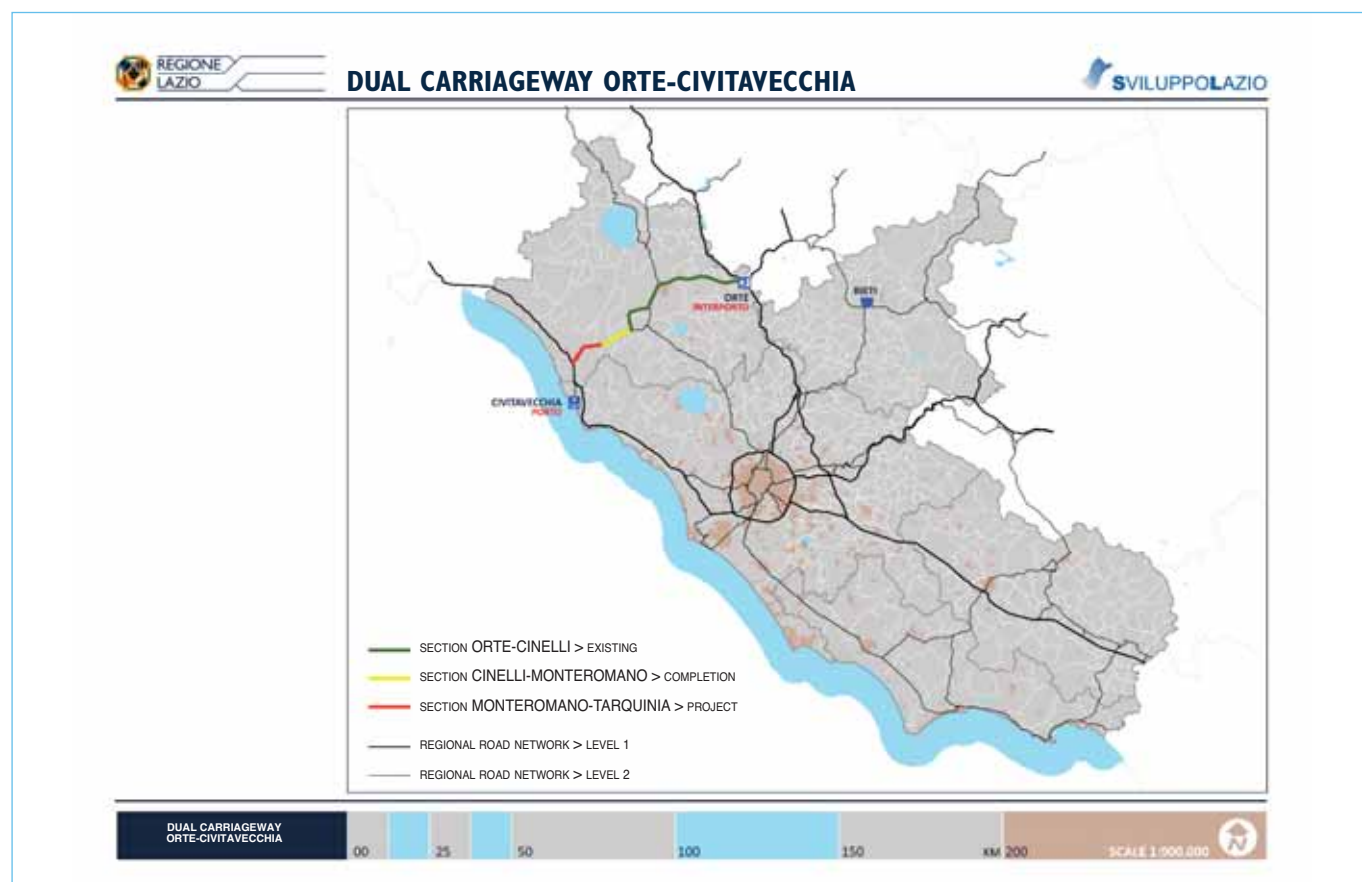 REGIONE
LAZIO
DUAL CARRIAGEWAY ORTE-CIVITAVECCHIA
SVILUPPOLAZIO
ORTE
INTERPORTO
RIETI
CIVITAVECCHIA
PORTO
SECTION ORTE-CINELLI > EXISTING
SECTION CINELLI-MONTEROMANO > COMPLETION
SECTION MONTEROMANO-TARQUINIA > PROJECT
REGIONAL ROAD NETWORK > LEVEL 1
REGIONAL ROAD NETWORK > LEVEL 2
DUAL CARRIAGEWAY
ORTE-CIVITAVECCHIA
00 25 50 100 150 KM 200 SCALE 1:900.000 N